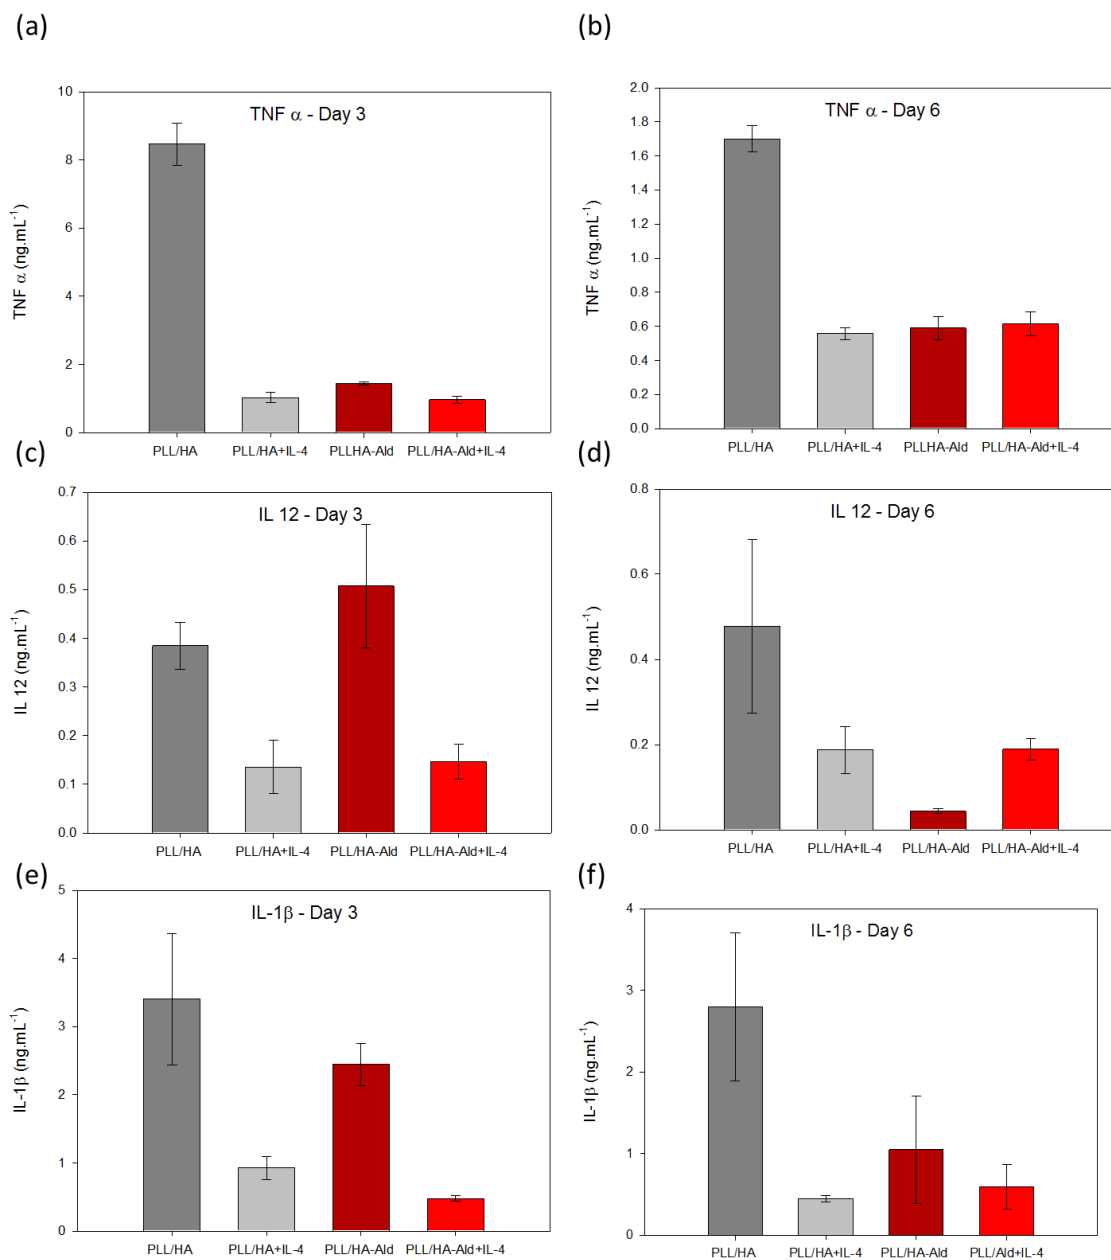 (a)
TNF α - Day 3
TNF α (ng.mL⁻¹)
10
8
6
4
2
0
PLL/HA PLL/HA+IL-4 PLLHA-Ald PLL/HA-Ald+IL-4
(b)
TNF α - Day 6
TNF α (ng.mL⁻¹)
2.0
1.8
1.6
1.4
1.2
1.0
0.8
0.6
0.4
0.2
0.0
PLL/HA PLL/HA+IL-4 PLLHA-Ald PLL/HA-Ald+IL-4
(c)
IL 12 - Day 3
IL 12 (ng.mL⁻¹)
0.7
0.6
0.5
0.4
0.3
0.2
0.1
0.0
PLL/HA PLL/HA+IL-4 PLL/HA-Ald PLL/HA-Ald+IL-4
(d)
IL 12 - Day 6
IL 12 (ng.mL⁻¹)
0.8
0.6
0.4
0.2
0.0
PLL/HA PLL/HA+IL-4 PLL/HA-Ald PLL/HA-Ald+IL-4
(e)
IL-1β - Day 3
IL-1β (ng.mL⁻¹)
5
4
3
2
1
0
PLL/HA PLL/HA+IL-4 PLL/HA-Ald PLL/HA-Ald+IL-4
(f)
IL-1β - Day 6
IL-1β (ng.mL⁻¹)
4
3
2
1
0
PLL/HA PLL/HA+IL-4 PLL/HA-Ald PLL/Ald+IL-4